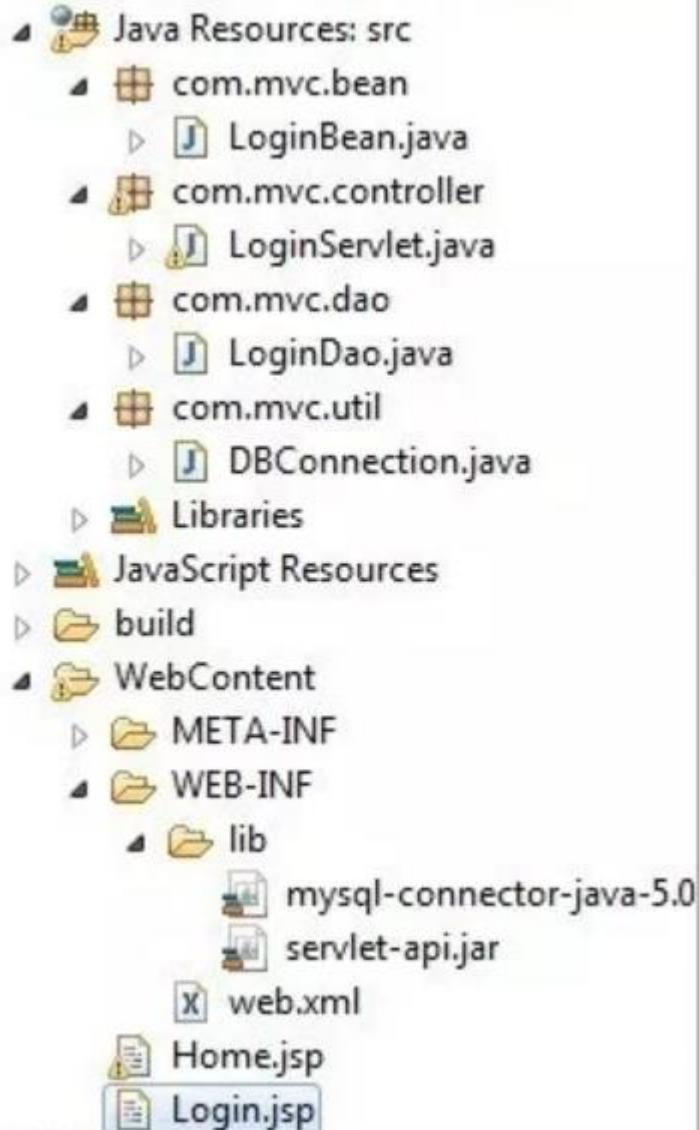 Java Resources: src
com.mvc.bean
LoginBean.java
com.mvc.controller
LoginServlet.java
com.mvc.dao
LoginDao.java
com.mvc.util
DBConnection.java
Libraries
JavaScript Resources
build
WebContent
META-INF
WEB-INF
lib
mysql-connector-java-5.0
servlet-api.jar
web.xml
Home.jsp
Login.jsp